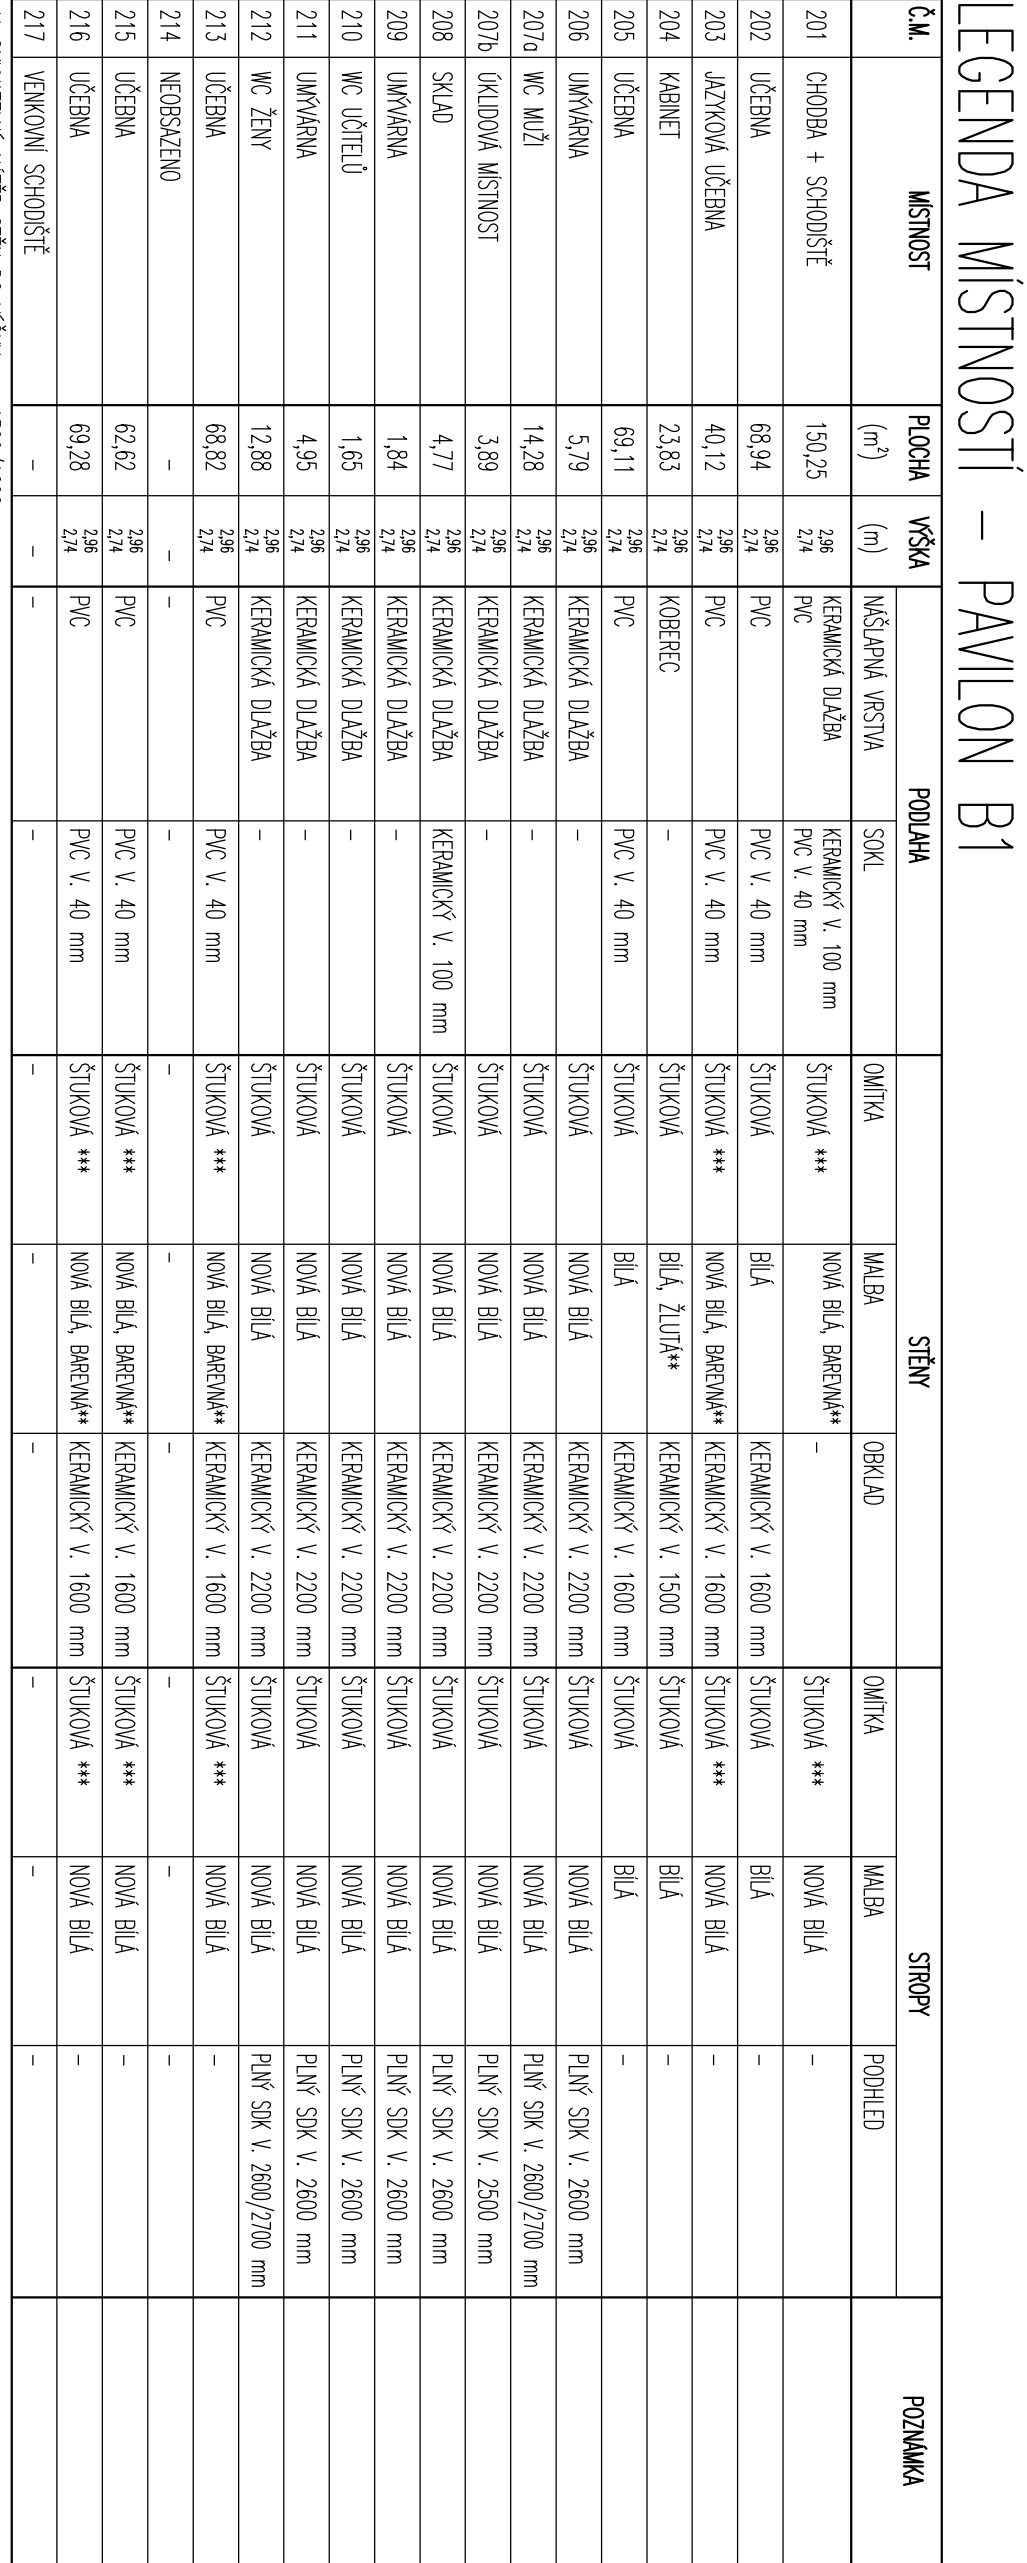 LEGENDA MÍSTNOSTÍ – PAVILON B1
Č.M. MÍSTNOST PLOCHA (m²) VÝŠKA (m) PODLAHA STĚNY STROPY POZNÁMKA
NÁŠLAPNÁ VRSTVA SOKL OMÍTKA MALBA OBKLAD OMÍTKA MALBA PODHLED
201 CHODBA + SCHODIŠTĚ 150,25 2,96 2,74 KERAMICKÁ DLAŽBA PVC KERAMICKÝ V. 100 mm PVC V. 40 mm ŠTUKOVÁ *** NOVÁ BÍLÁ, BAREVNÁ** – ŠTUKOVÁ *** NOVÁ BÍLÁ –
202 UČEBNA 68,94 2,96 2,74 PVC PVC V. 40 mm ŠTUKOVÁ BÍLÁ KERAMICKÝ V. 1600 mm ŠTUKOVÁ BÍLÁ –
203 JAZYKOVÁ UČEBNA 40,12 2,96 2,74 PVC PVC V. 40 mm ŠTUKOVÁ *** NOVÁ BÍLÁ, BAREVNÁ** KERAMICKÝ V. 1600 mm ŠTUKOVÁ *** NOVÁ BÍLÁ –
204 KABINET 23,83 2,96 2,74 KOBEREC – ŠTUKOVÁ BÍLÁ, ŽLUTÁ** KERAMICKÝ V. 1500 mm ŠTUKOVÁ BÍLÁ –
205 UČEBNA 69,11 2,96 2,74 PVC PVC V. 40 mm ŠTUKOVÁ BÍLÁ KERAMICKÝ V. 1600 mm ŠTUKOVÁ BÍLÁ –
206 UMÝVÁRNA 5,79 2,96 2,74 KERAMICKÁ DLAŽBA – ŠTUKOVÁ NOVÁ BÍLÁ KERAMICKÝ V. 2200 mm ŠTUKOVÁ NOVÁ BÍLÁ PLNÝ SDK V. 2600 mm
207a WC MUŽI 14,28 2,96 2,74 KERAMICKÁ DLAŽBA – ŠTUKOVÁ NOVÁ BÍLÁ KERAMICKÝ V. 2200 mm ŠTUKOVÁ NOVÁ BÍLÁ PLNÝ SDK V. 2600/2700 mm
207b ÚKLIDOVÁ MÍSTNOST 3,89 2,96 2,74 KERAMICKÁ DLAŽBA – ŠTUKOVÁ NOVÁ BÍLÁ KERAMICKÝ V. 2200 mm ŠTUKOVÁ NOVÁ BÍLÁ PLNÝ SDK V. 2500 mm
208 SKLAD 4,77 2,96 2,74 KERAMICKÁ DLAŽBA KERAMICKÝ V. 100 mm ŠTUKOVÁ NOVÁ BÍLÁ KERAMICKÝ V. 2200 mm ŠTUKOVÁ NOVÁ BÍLÁ PLNÝ SDK V. 2600 mm
209 UMÝVÁRNA 1,84 2,96 2,74 KERAMICKÁ DLAŽBA – ŠTUKOVÁ NOVÁ BÍLÁ KERAMICKÝ V. 2200 mm ŠTUKOVÁ NOVÁ BÍLÁ PLNÝ SDK V. 2600 mm
210 WC UČITELŮ 1,65 2,96 2,74 KERAMICKÁ DLAŽBA – ŠTUKOVÁ NOVÁ BÍLÁ KERAMICKÝ V. 2200 mm ŠTUKOVÁ NOVÁ BÍLÁ PLNÝ SDK V. 2600 mm
211 UMÝVÁRNA 4,95 2,96 2,74 KERAMICKÁ DLAŽBA – ŠTUKOVÁ NOVÁ BÍLÁ KERAMICKÝ V. 2200 mm ŠTUKOVÁ NOVÁ BÍLÁ PLNÝ SDK V. 2600 mm
212 WC ŽENY 12,88 2,96 2,74 KERAMICKÁ DLAŽBA – ŠTUKOVÁ NOVÁ BÍLÁ KERAMICKÝ V. 2200 mm ŠTUKOVÁ NOVÁ BÍLÁ PLNÝ SDK V. 2600/2700 mm
213 UČEBNA 68,82 2,96 2,74 PVC PVC V. 40 mm ŠTUKOVÁ *** NOVÁ BÍLÁ, BAREVNÁ** KERAMICKÝ V. 1600 mm ŠTUKOVÁ *** NOVÁ BÍLÁ –
214 NEOBSAZENO – – – – – – – – – –
215 UČEBNA 62,62 2,96 2,74 PVC PVC V. 40 mm ŠTUKOVÁ *** NOVÁ BÍLÁ, BAREVNÁ** KERAMICKÝ V. 1600 mm ŠTUKOVÁ *** NOVÁ BÍLÁ –
216 UČEBNA 69,28 2,96 2,74 PVC PVC V. 40 mm ŠTUKOVÁ *** NOVÁ BÍLÁ, BAREVNÁ** KERAMICKÝ V. 1600 mm ŠTUKOVÁ *** NOVÁ BÍLÁ –
217 VENKOVNÍ SCHODIŠTĚ – – – – – – – – – –